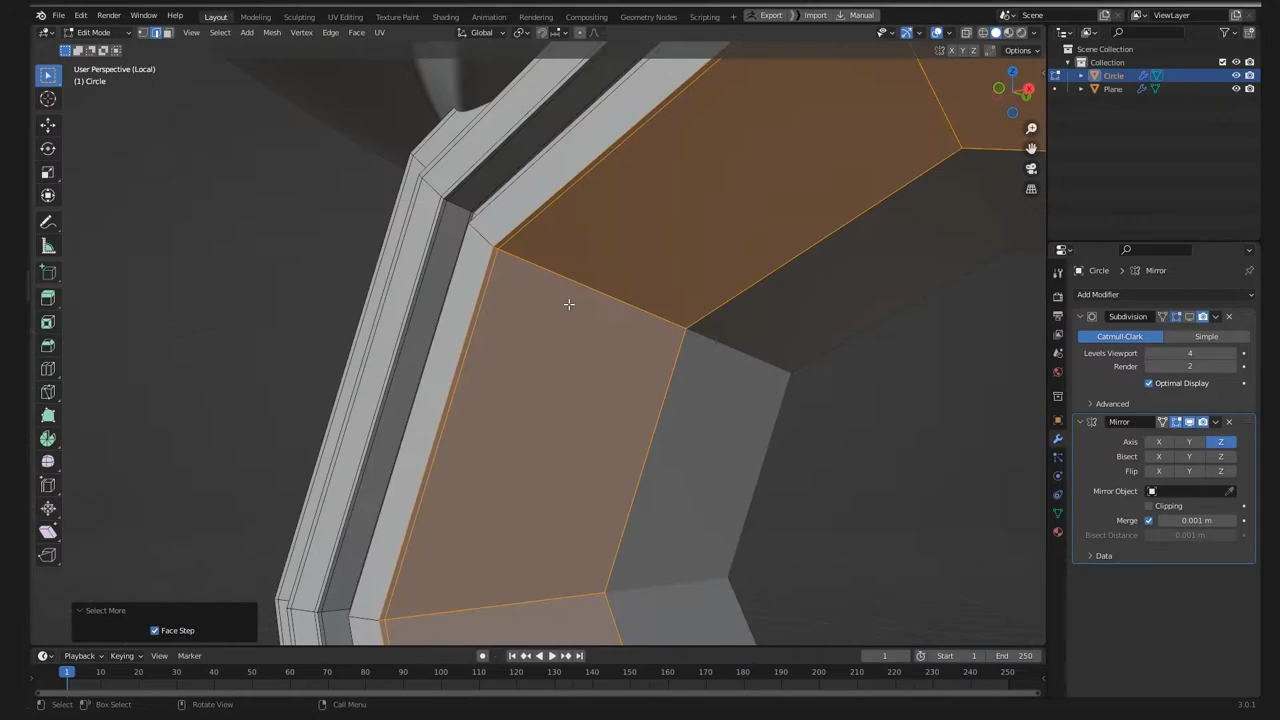 File Edit Render Window Help Layout Modeling Sculpting UV Editing Texture Paint Shading Animation Rendering Compositing Geometry Nodes Scripting + Export Import Manual Scene ViewLayer
Edit Mode View Select Add Mesh Vertex Edge Face UV Global
X Y Z Options
User Perspective (Local)
(1) Circle
Scene Collection
Collection
Circle
Plane
Z
X
Y
Circle > Mirror
Add Modifier
Subdivision
Catmull-Clark Simple
Levels Viewport 4
Render 2
Optimal Display
Advanced
Mirror
Axis X Y Z
Bisect X Y Z
Flip X Y Z
Mirror Object
Clipping
Merge 0.001 m
Bisect Distance 0.001 m
Data
Select More
Face Step
Playback Keying View Marker 1 Start 1 End 250
1 10 20 30 40 50 60 70 80 90 100 110 120 130 140 150 160 170 180 190 200 210 220 230 240 250
Select Box Select Rotate View Call Menu 3.0.1